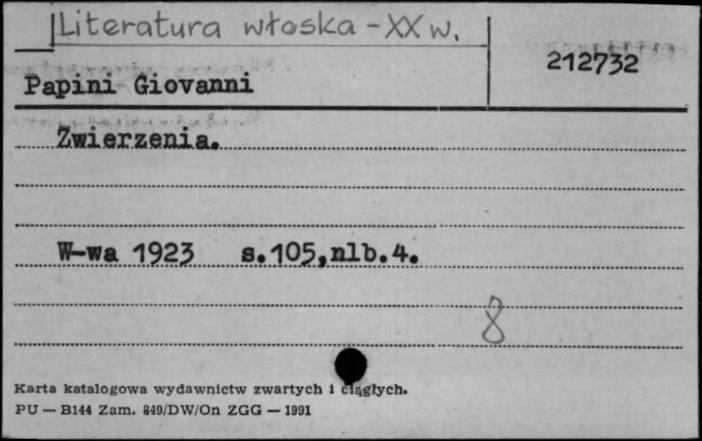 Literatura włoska - XX w.
212732
Papini Giovanni
Zwierzenia.
W-wa 1923 s.105,nlb.4.
8
Karta katalogowa wydawnictw zwartych i ciągłych.
PU — B144 Zam. 849/DW/On ZGG — 1991